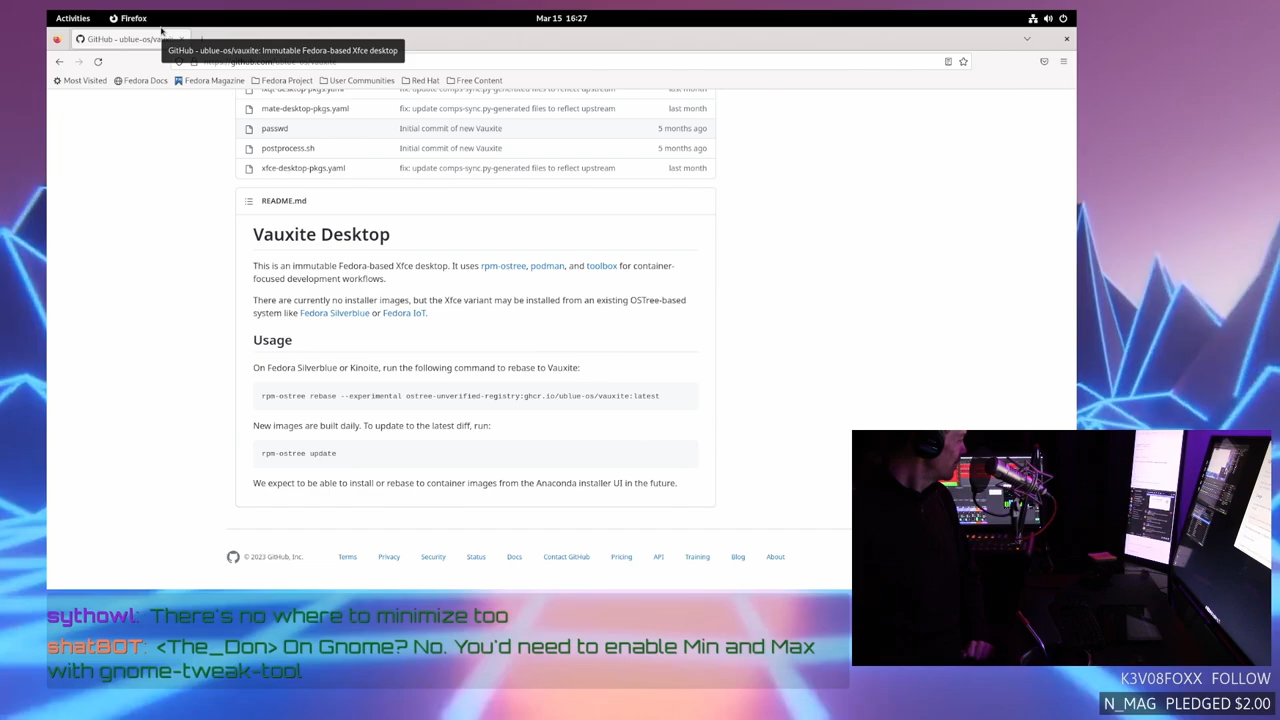 Activities Firefox Mar 15 16:27
GitHub - ublue-os/vaux
GitHub - ublue-os/vauxite: Immutable Fedora-based Xfce desktop
Most Visited Fedora Docs Fedora Magazine Fedora Project User Communities Red Hat Free Content
mate-desktop-pkgs.yaml fix: update comps-sync.py-generated files to reflect upstream last month
passwd Initial commit of new Vauxite 5 months ago
postprocess.sh Initial commit of new Vauxite 5 months ago
xfce-desktop-pkgs.yaml fix: update comps-sync.py-generated files to reflect upstream last month
README.md
Vauxite Desktop
This is an immutable Fedora-based Xfce desktop. It uses rpm-ostree, podman, and toolbox for container-
focused development workflows.
There are currently no installer images, but the Xfce variant may be installed from an existing OSTree-based
system like Fedora Silverblue or Fedora IoT.
Usage
On Fedora Silverblue or Kinoite, run the following command to rebase to Vauxite:
rpm-ostree rebase --experimental ostree-unverified-registry:ghcr.io/ublue-os/vauxite:latest
New images are built daily. To update to the latest diff, run:
rpm-ostree update
We expect to be able to install or rebase to container images from the Anaconda installer UI in the future.
© 2023 GitHub, Inc. Terms Privacy Security Status Docs Contact GitHub Pricing API Training Blog About
sythowl: There's no where to minimize too
shatBOT: <The_Don> On Gnome? No. You'd need to enable Min and Max
with gnome-tweak-tool
K3V08FOXX FOLLOW
N_MAG PLEDGED $2.00